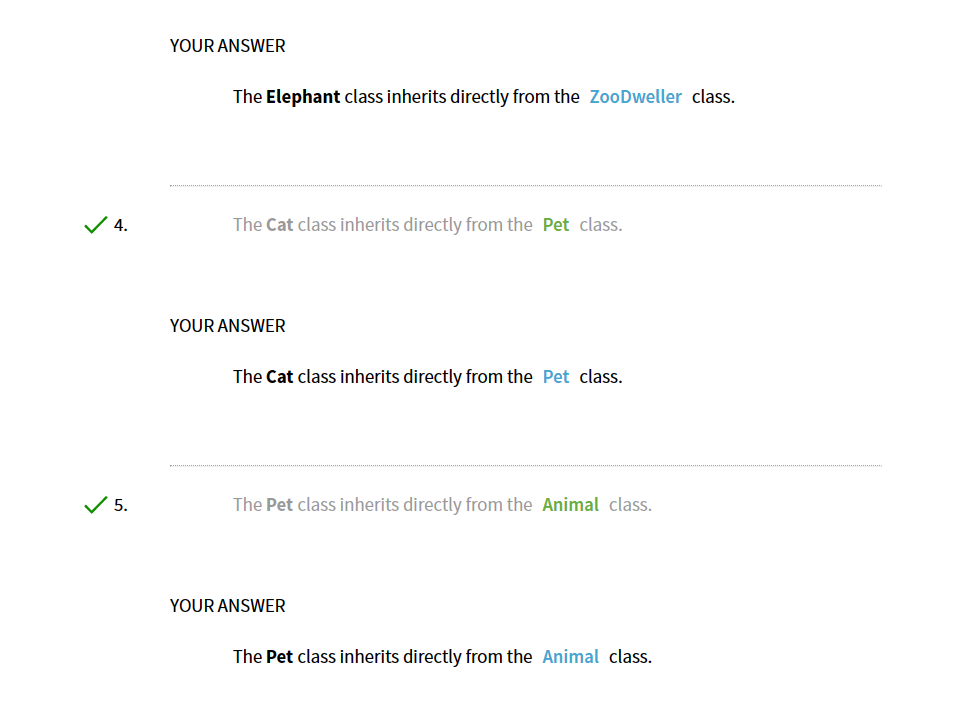 YOUR ANSWER
The Elephant class inherits directly from the ZooDweller class.
4. The Cat class inherits directly from the Pet class.
YOUR ANSWER
The Cat class inherits directly from the Pet class.
5. The Pet class inherits directly from the Animal class.
YOUR ANSWER
The Pet class inherits directly from the Animal class.